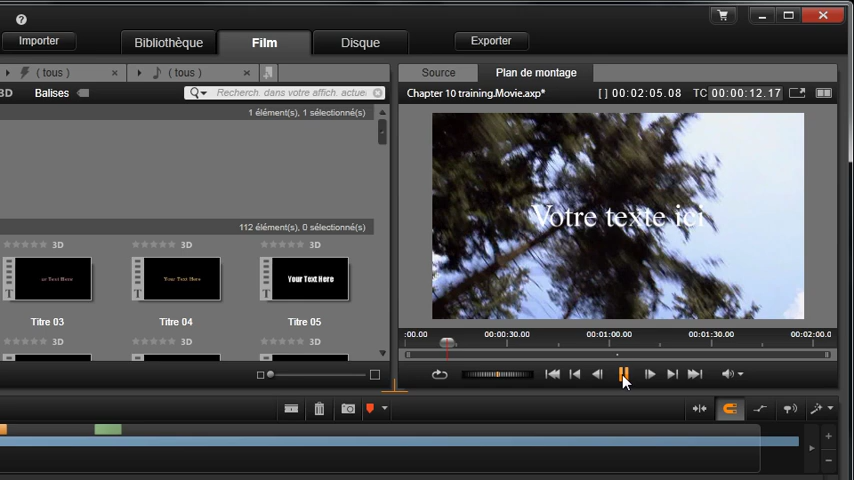 ?
Importer
Bibliothèque
Film
Disque
Exporter
( tous )
×
( tous )
×
Source
Plan de montage
3D
Balises
Recherch. dans votre affich. actue
Chapter 10 training.Movie.axp*
[ ] 00:02:05.08
TC 00:00:12.17
1 élément(s), 1 sélectionné(s)
Votre texte ici
112 élément(s), 0 sélectionné(s)
3D
3D
3D
T
T
Your Text Here
T
Your Text Here
Titre 03
Titre 04
Titre 05
:00.00
00:00:30.00
00:01:00.00
00:01:30.00
00:02:00.0
3D
3D
3D